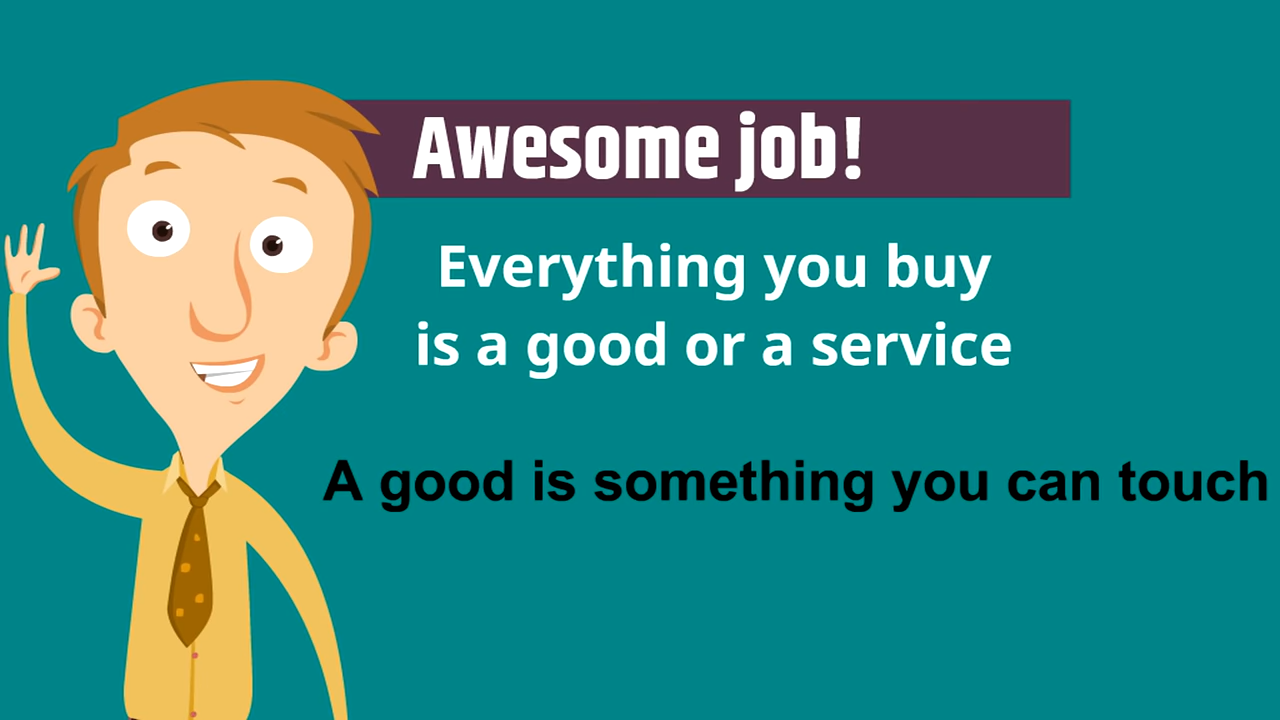 Awesome job!
Everything you buy
is a good or a service
A good is something you can touch